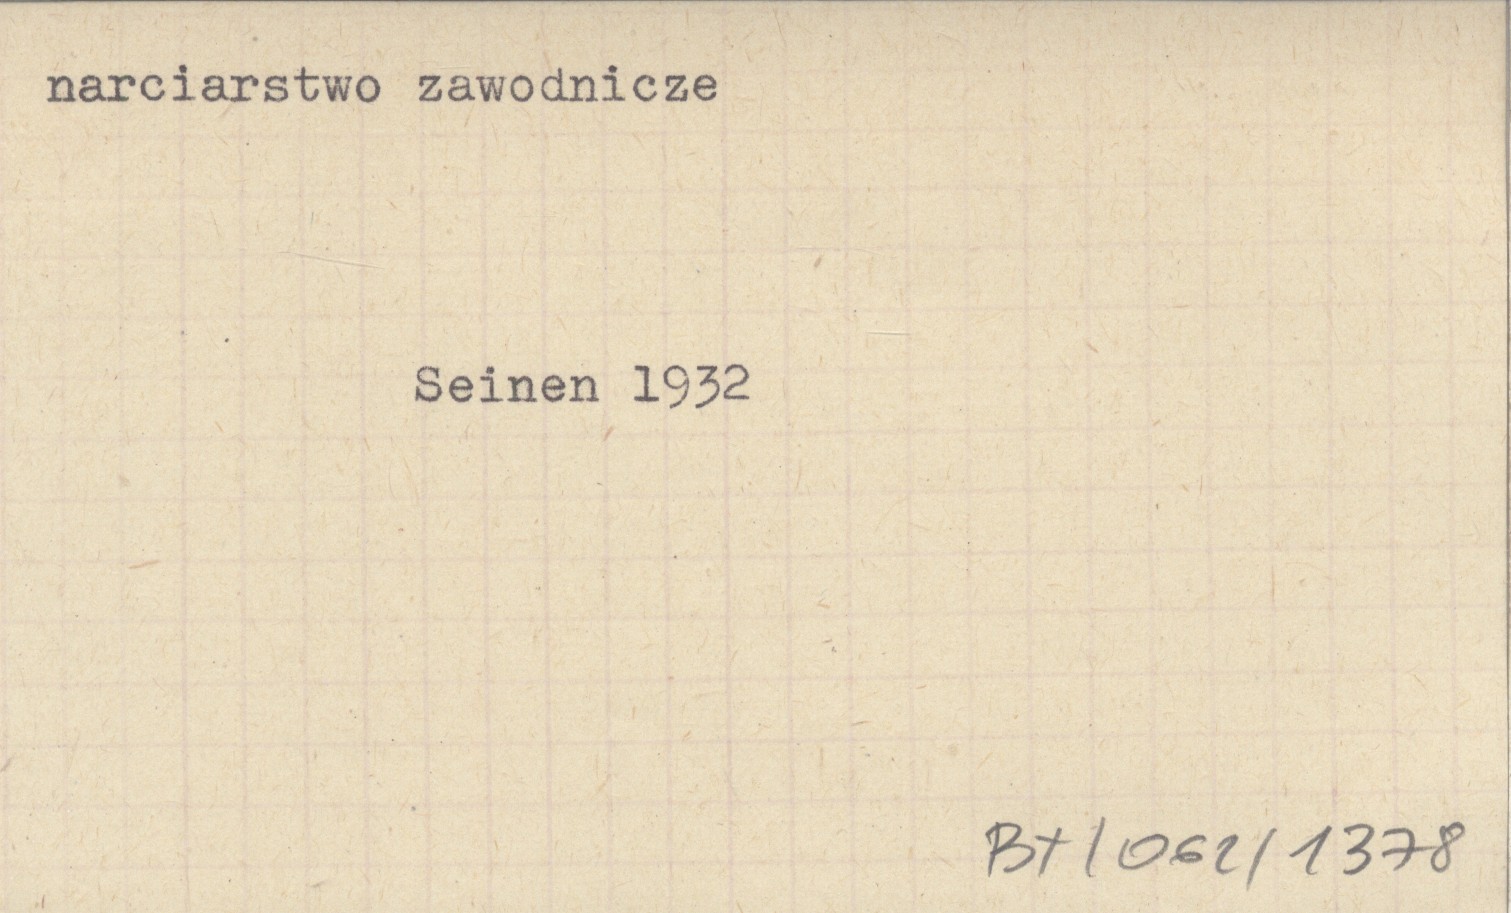 narciarstwo zawodnicze
Seinen 1932
Bt/062/1378